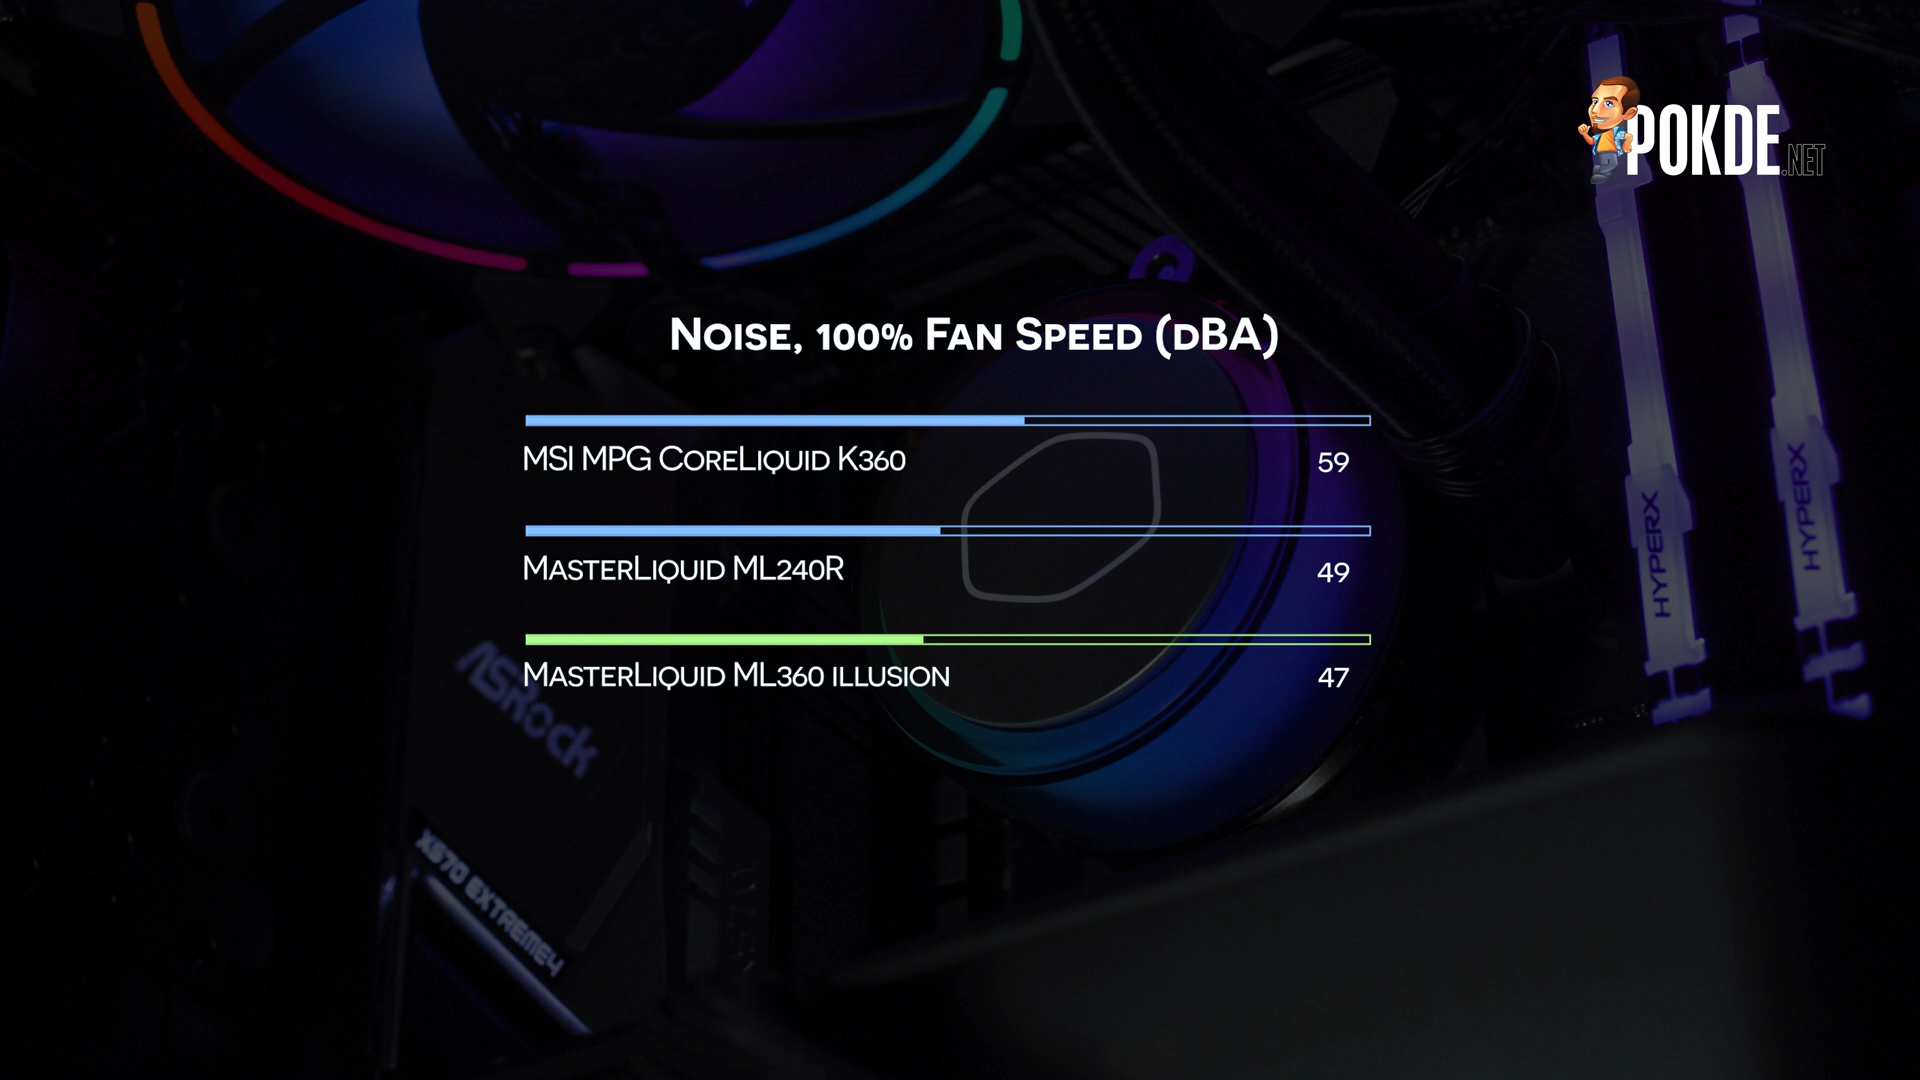 POKDE.NET
Noise, 100% Fan Speed (dBA)
MSI MPG CoreLiquid K360 59
MasterLiquid ML240R 49
MasterLiquid ML360 illusion 47
HYPERX
HYPERX
ASRock
X570 EXTREME4